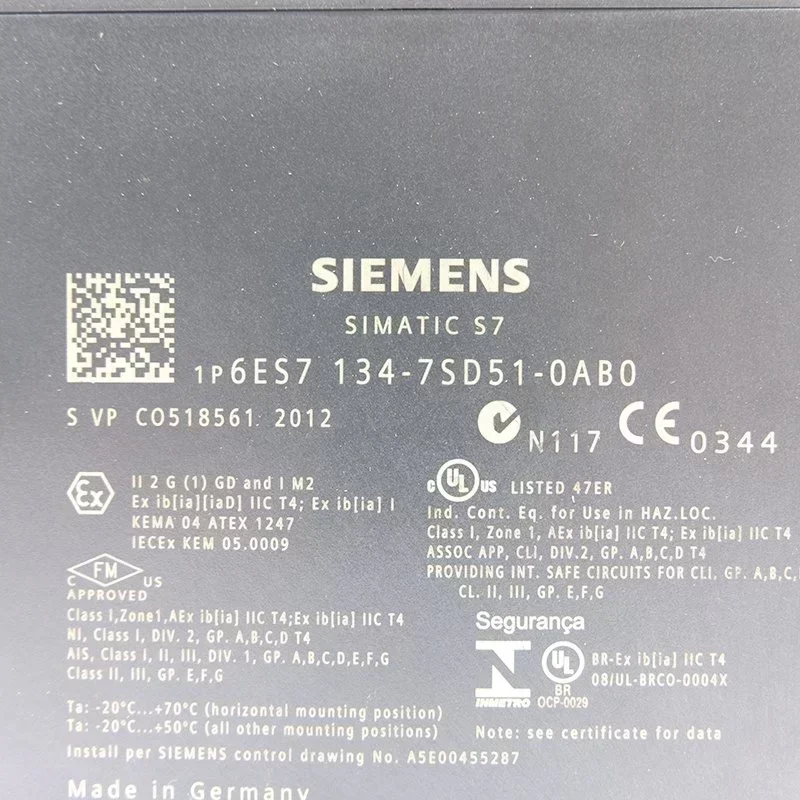 SIEMENS
SIMATIC S7
1P6ES7 134-7SD51-0AB0
S VP C0518561 2012
N117 CE 0344
Ex
II 2 G (1) GD and I M2
Ex ib[ia][iaD] IIC T4; Ex ib[ia] I
KEMA 04 ATEX 1247
IECEx KEM 05.0009
c UL US LISTED 47ER
Ind. Cont. Eq. for Use in HAZ.LOC.
Class I, Zone 1, AEx ib[ia] IIC T4; Ex ib[ia] IIC T4
ASSOC APP, CLI, DIV.2, GP. A,B,C,D T4
PROVIDING INT. SAFE CIRCUITS FOR CLI, GP. A,B,C,
CL. II, III, GP. E,F,G
C FM US
APPROVED
Class I,Zone1,AEx ib[ia] IIC T4;Ex ib[ia] IIC T4
NI, Class I, DIV. 2, GP. A,B,C,D T4
AIS, Class I, II, III, DIV. 1, GP. A,B,C,D,E,F,G
Class II, III, GP. E,F,G
Segurança
INMETRO
UL
BR
OCP-0029
BR-Ex ib[ia] IIC T4
08/UL-BRCO-0004X
Ta: -20°C...+70°C (horizontal mounting position)
Ta: -20°C...+50°C (all other mounting positions)
Note: see certificate for data
Install per SIEMENS control drawing No. A5E00455287
Made in Germany